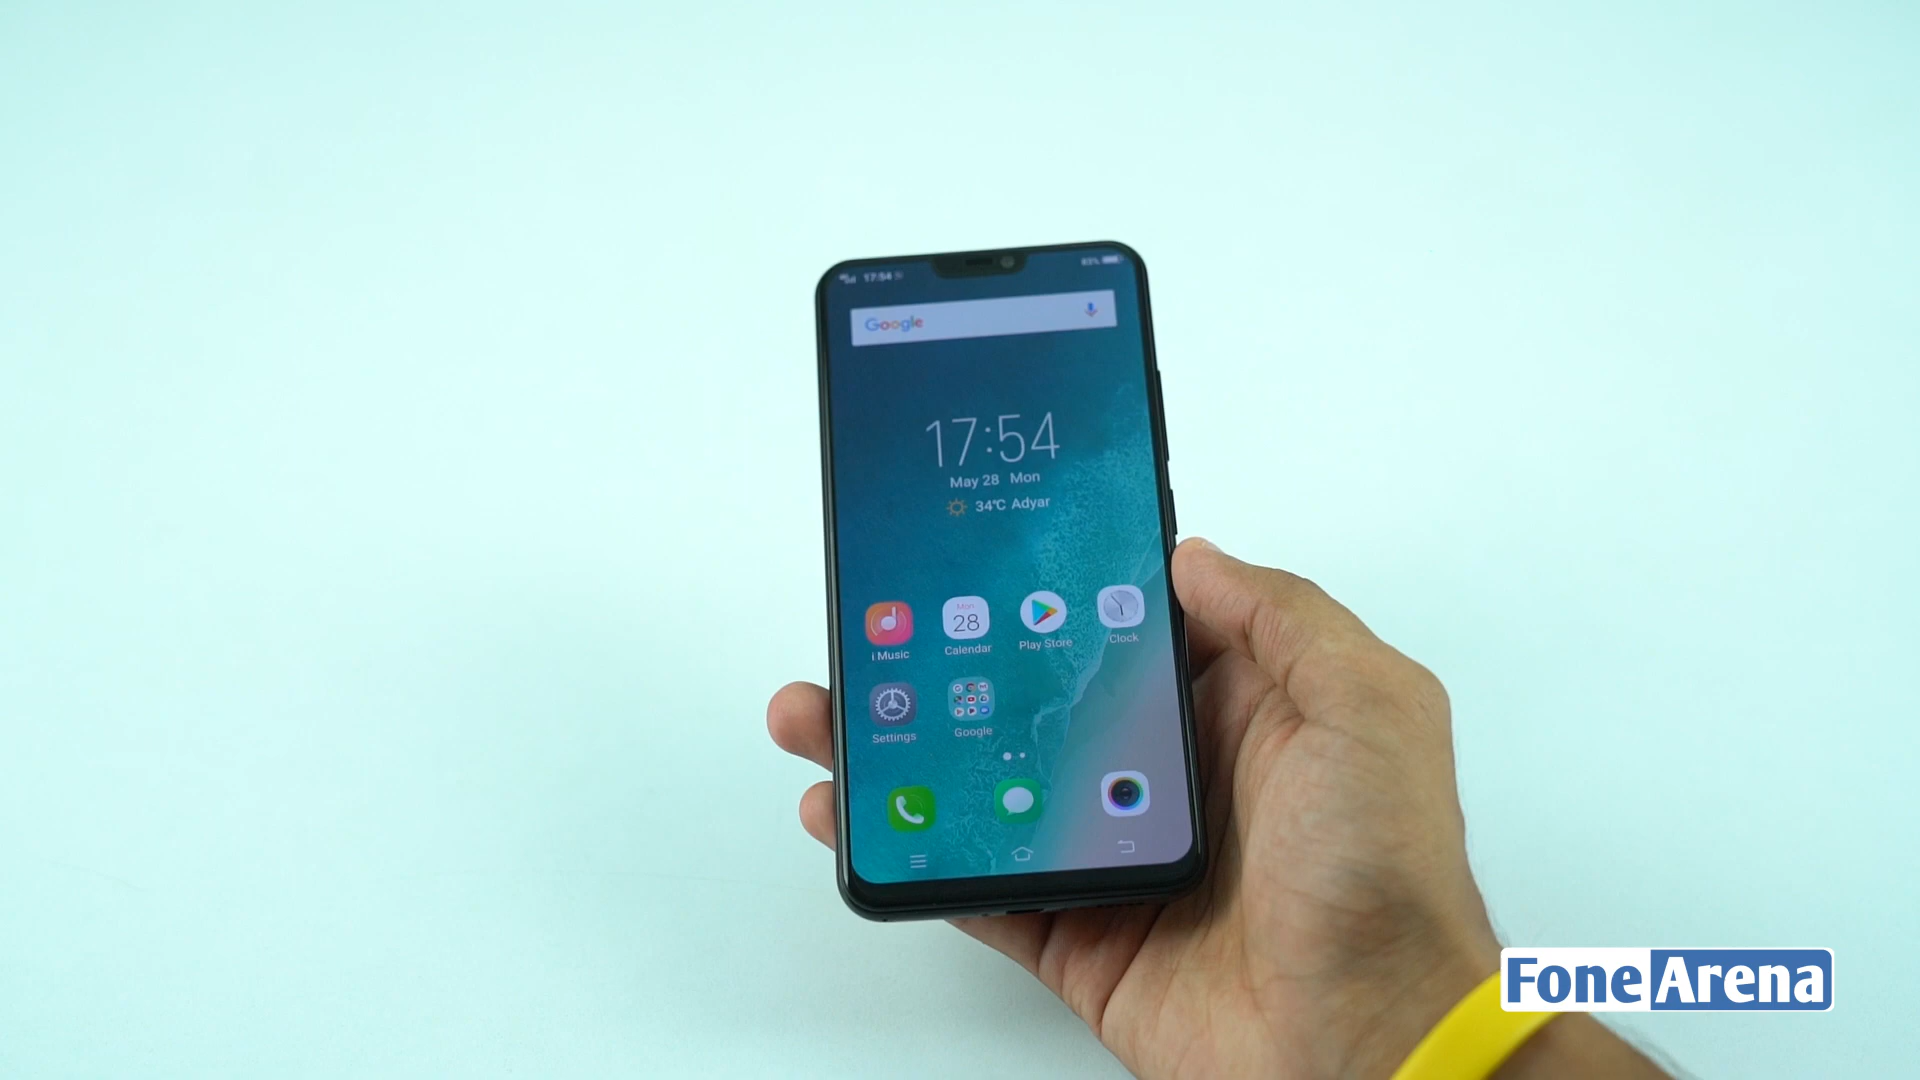 17:54
83%
Google
17:54
May 28 Mon
34°C Adyar
i Music
Mon
28
Calendar
Play Store
Clock
Settings
Google
FoneArena